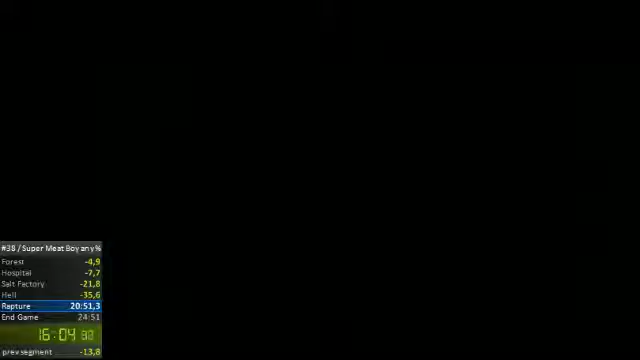 #38 / Super Meat Boy any%
Forest -4,9
Hospital -7,7
Salt Factory -21,8
Hell -35,6
Rapture 20:51,3
End Game 24:51
16:04 32
prev segment -13,8